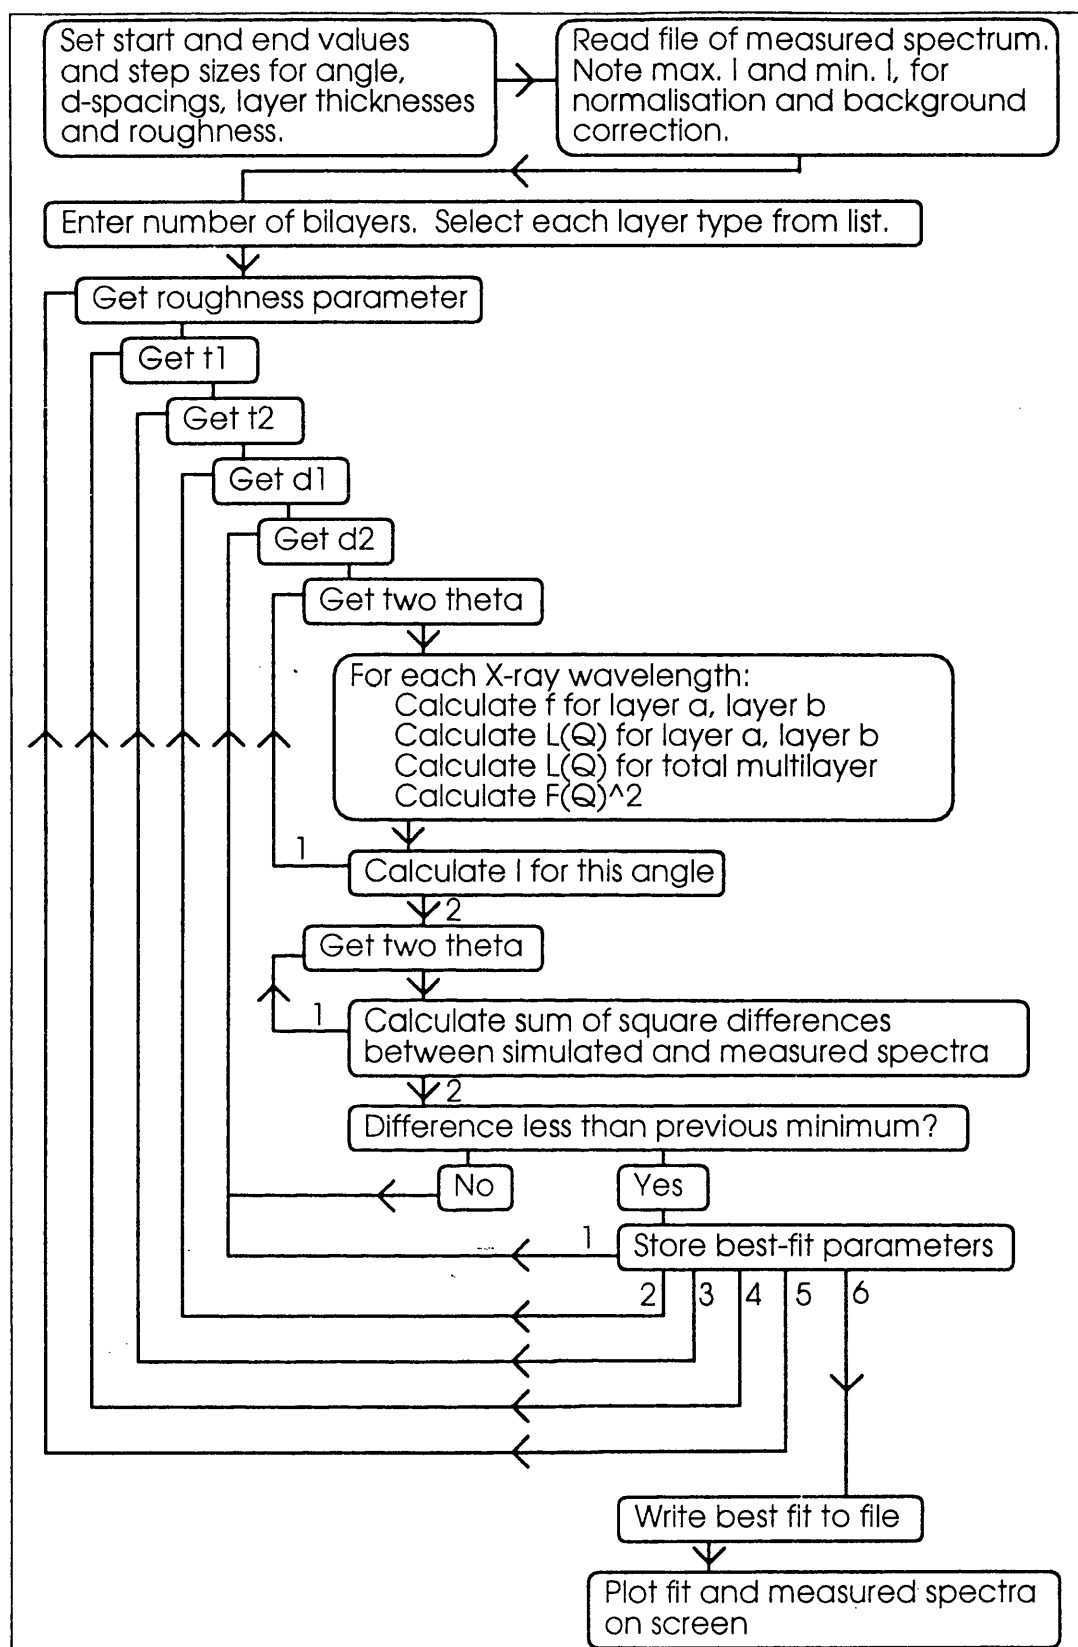 Set start and end values
and step sizes for angle,
d-spacings, layer thicknesses
and roughness.
Read file of measured spectrum.
Note max. I and min. I, for
normalisation and background
correction.
Enter number of bilayers. Select each layer type from list.
Get roughness parameter
Get t1
Get t2
Get d1
Get d2
Get two theta
For each X-ray wavelength:
Calculate f for layer a, layer b
Calculate L(Q) for layer a, layer b
Calculate L(Q) for total multilayer
Calculate F(Q)^2
1
Calculate I for this angle
2
Get two theta
1
Calculate sum of square differences
between simulated and measured spectra
2
Difference less than previous minimum?
No
Yes
1
Store best-fit parameters
2
3
4
5
6
Write best fit to file
Plot fit and measured spectra
on screen